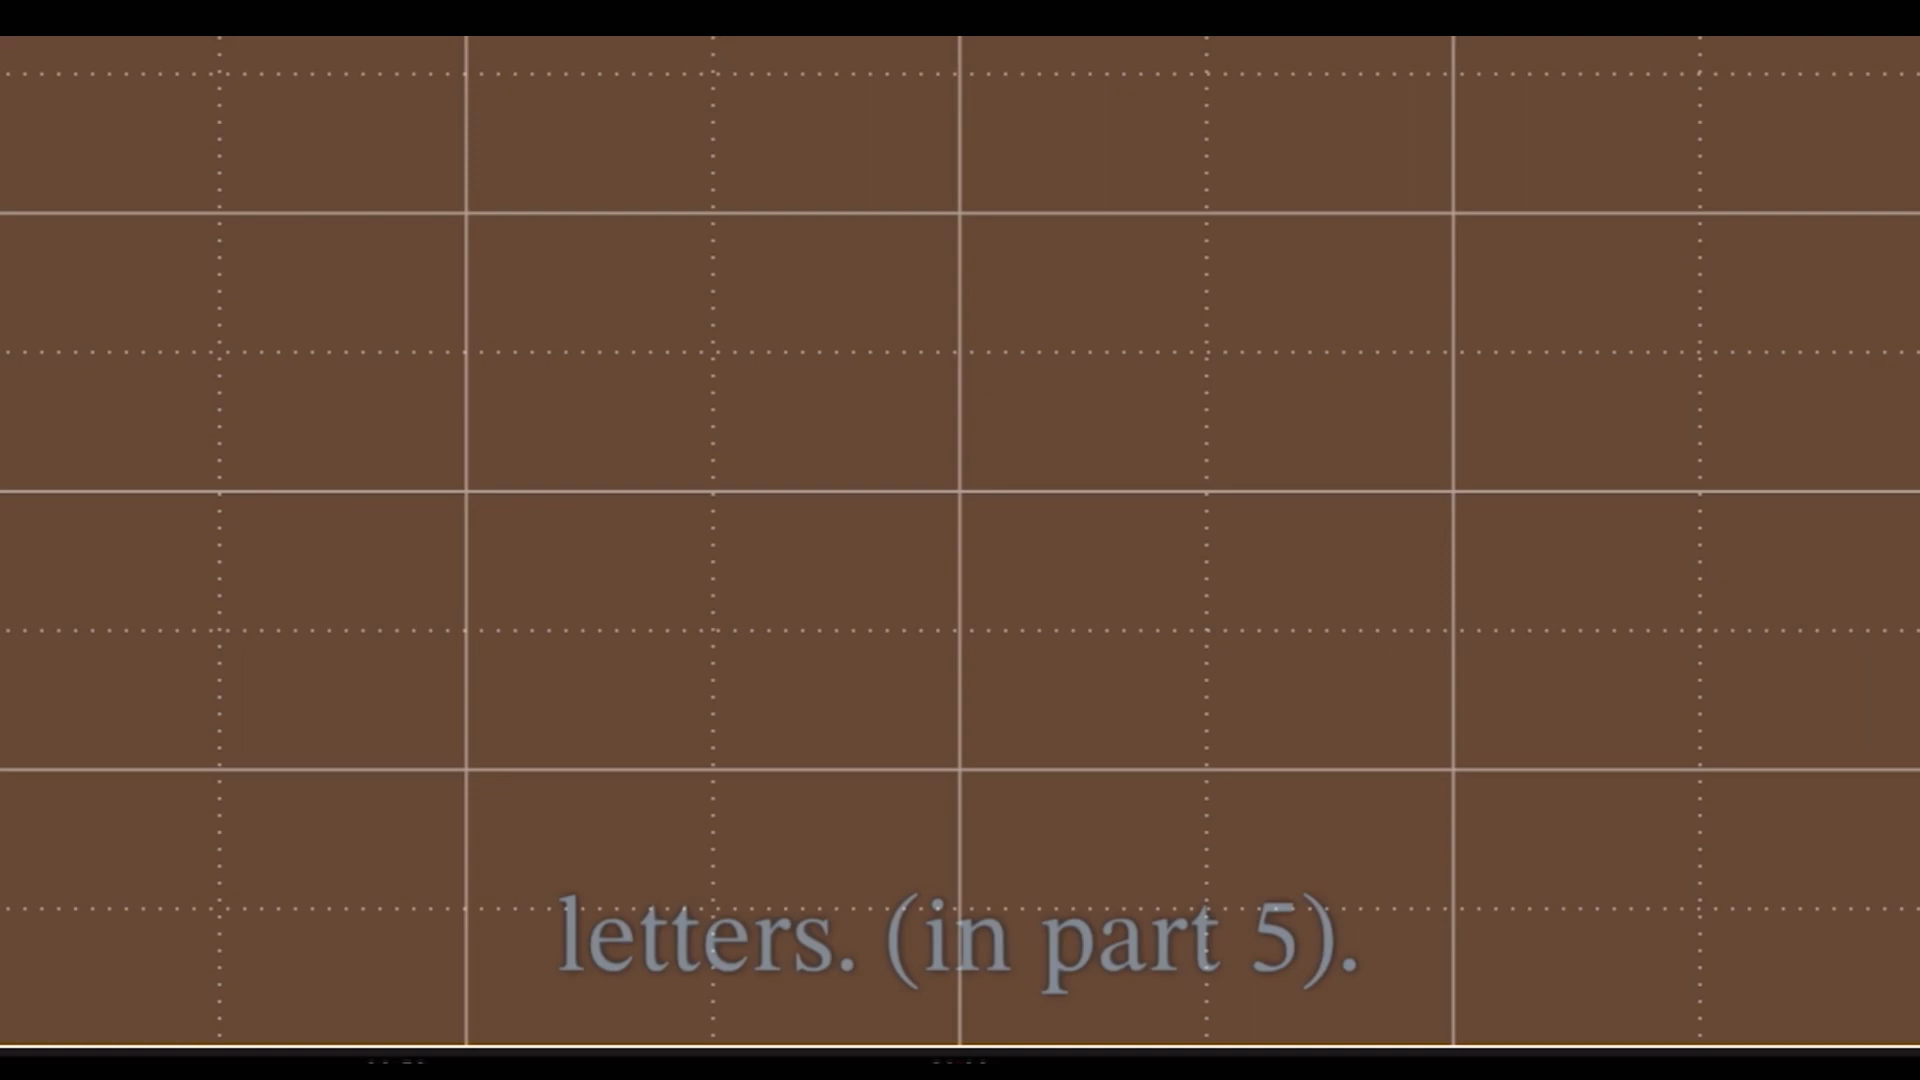 letters. (in part 5).